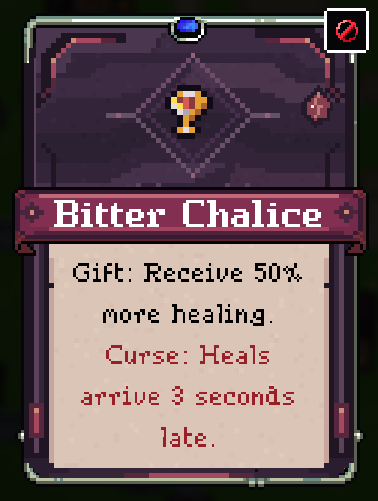 Bitter Chalice
Gift: Receive 50%
more healing.
Curse: Heals
arrive 3 seconds
late.